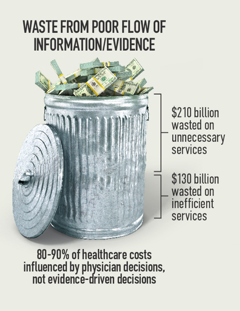 WASTE FROM POOR FLOW OF
INFORMATION/EVIDENCE
$210 billion
wasted on
unnecessary
services
$130 billion
wasted on
inefficient
services
80-90% of healthcare costs
influenced by physician decisions,
not evidence-driven decisions